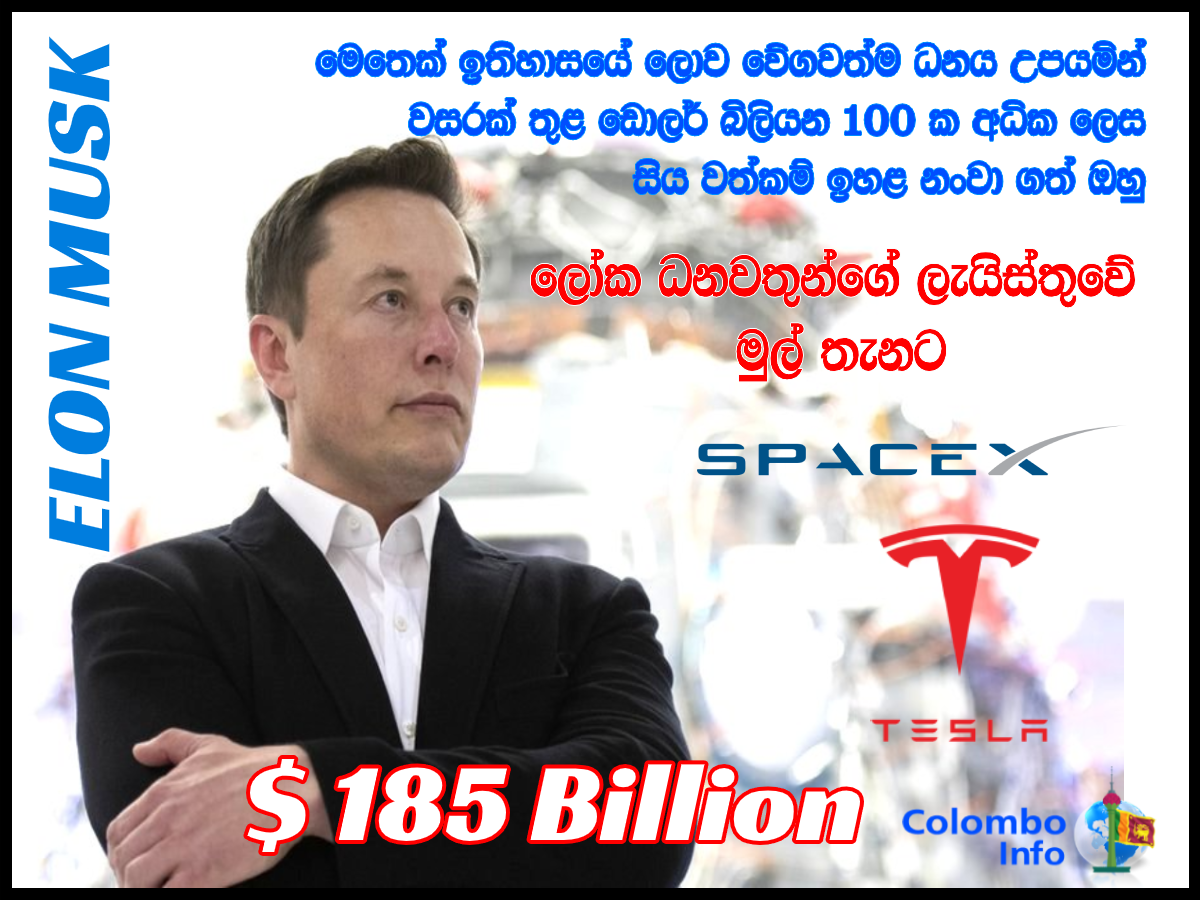 ELON MUSK
මෙතෙක් ඉතිහාසයේ ලොව වේගවත්ම ධනය උපයමින්
වසරක් තුළ ඩොලර් බිලියන 100 ක අධික ලෙස
සිය වත්කම් ඉහළ නංවා ගත් ඔහු
ලෝක ධනවතුන්ගේ ලැයිස්තුවේ
මුල් තැනට
SPACEX
TESLA
$ 185 Billion
Colombo
Info